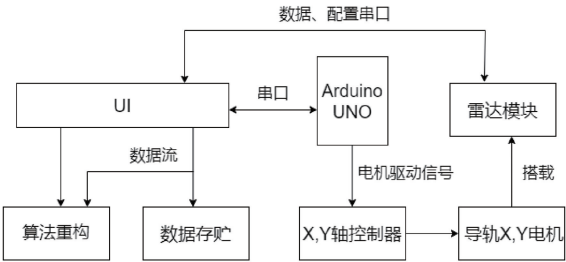 数据、配置串口
UI
串口
Arduino
UNO
雷达模块
数据流
电机驱动信号
搭载
算法重构
数据存贮
X,Y轴控制器
导轨X,Y电机